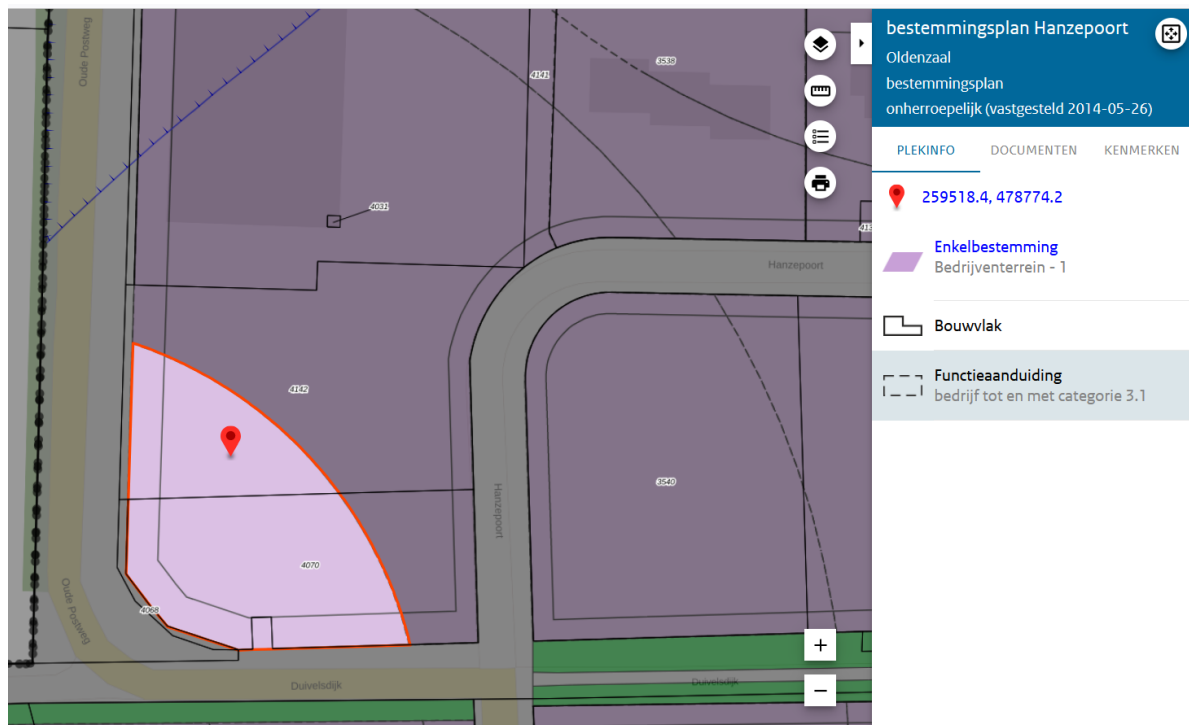 Oude Postweg
3538
4141
4031
413
Hanzepoort
4142
3540
Hanzepoort
4070
4068
Oude Postweg
Duivelsdijk
Duivelsdijk
+
−
bestemmingsplan Hanzepoort
Oldenzaal
bestemmingsplan
onherroepelijk (vastgesteld 2014-05-26)
PLEKINFO DOCUMENTEN KENMERKEN
259518.4, 478774.2
Enkelbestemming
Bedrijventerrein - 1
Bouwvlak
Functieaanduiding
bedrijf tot en met categorie 3.1